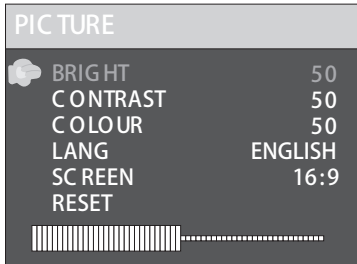 PICTURE
BRIGHT 50
CONTRAST 50
COLOUR 50
LANG ENGLISH
SCREEN 16:9
RESET